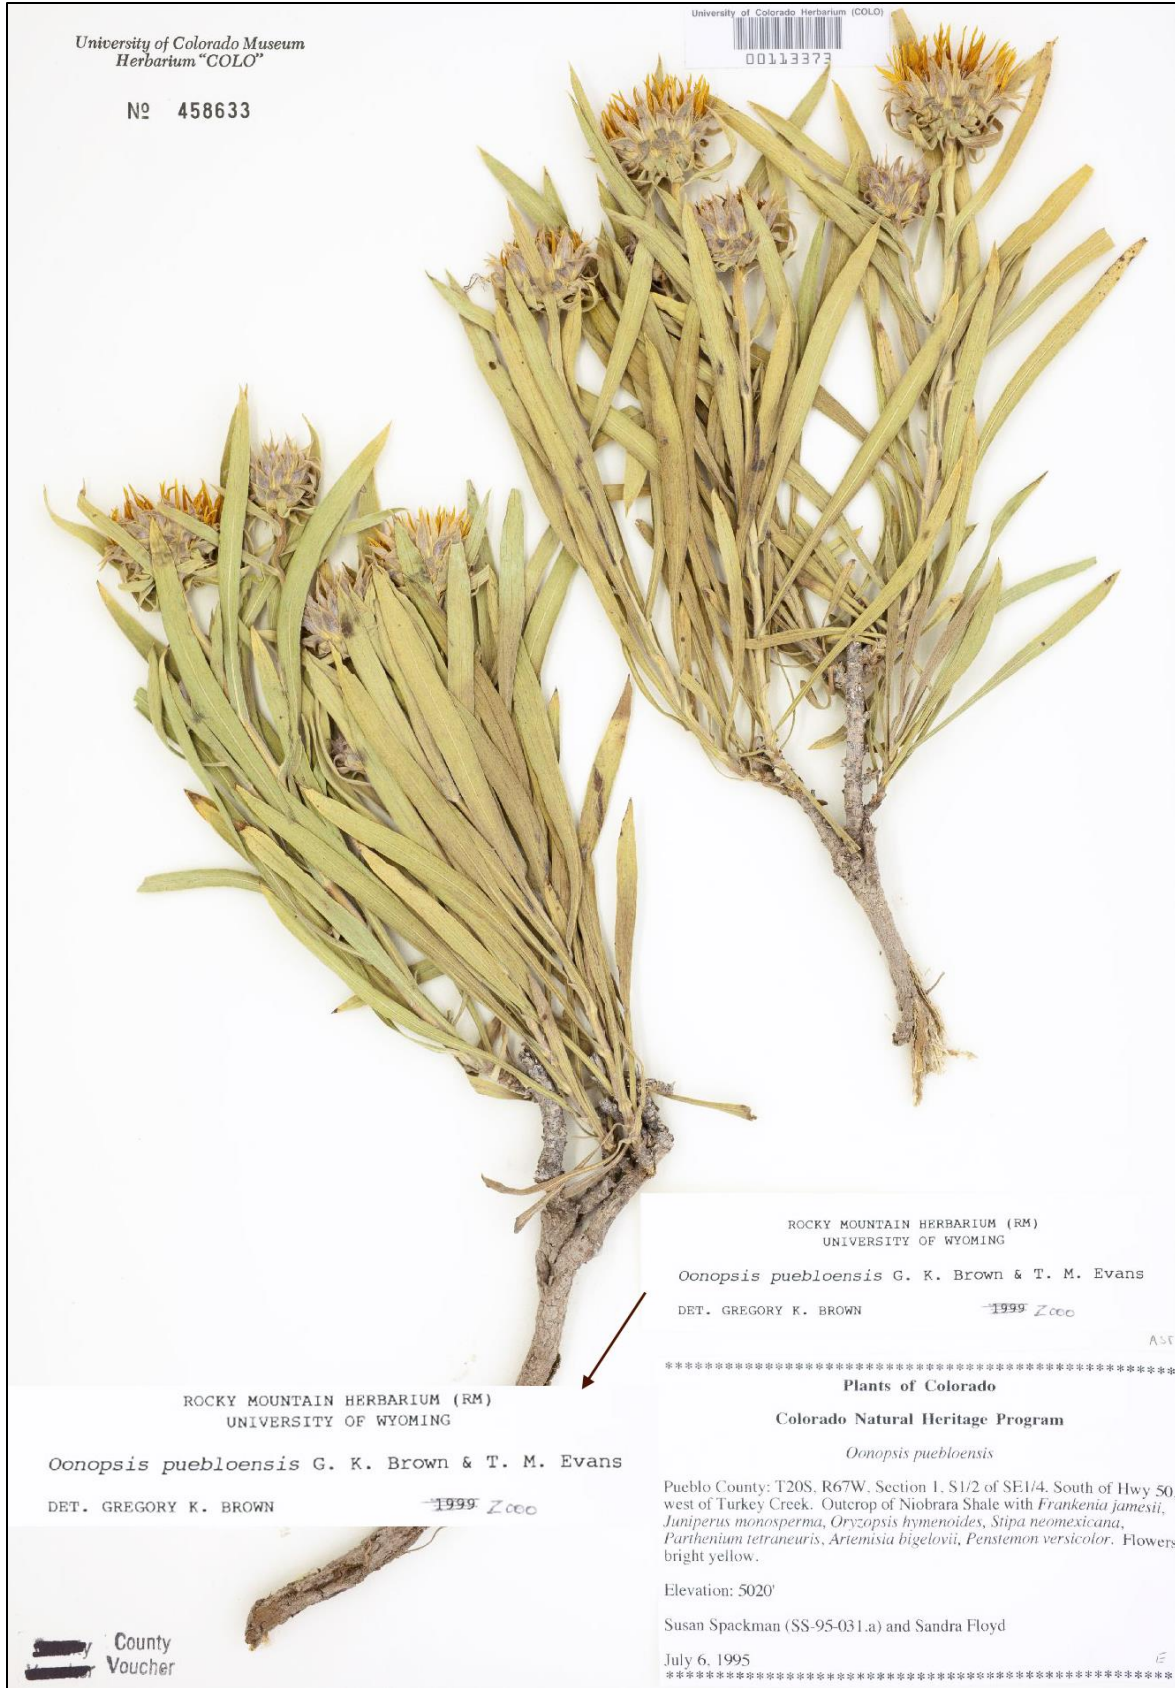 University of Colorado Museum
Herbarium "COLO"
Nº 458633
University of Colorado Herbarium (COLO)
00113373
ROCKY MOUNTAIN HERBARIUM (RM)
UNIVERSITY OF WYOMING
Oonopsis puebloensis G. K. Brown & T. M. Evans
DET. GREGORY K. BROWN 1999 2000
************************************************
Plants of Colorado
Colorado Natural Heritage Program
Oonopsis puebloensis
Pueblo County: T20S, R67W, Section 1, S1/2 of SE1/4. South of Hwy 50,
west of Turkey Creek. Outcrop of Niobrara Shale with Frankenia jamesii,
Juniperus monosperma, Oryzopsis hymenoides, Stipa neomexicana,
Parthenium tetraneuris, Artemisia bigelovii, Penstemon versicolor. Flowers
bright yellow.
Elevation: 5020'
Susan Spackman (SS-95-031.a) and Sandra Floyd
July 6, 1995 E
************************************************
ROCKY MOUNTAIN HERBARIUM (RM)
UNIVERSITY OF WYOMING
Oonopsis puebloensis G. K. Brown & T. M. Evans
DET. GREGORY K. BROWN 1999 2000
County
Voucher